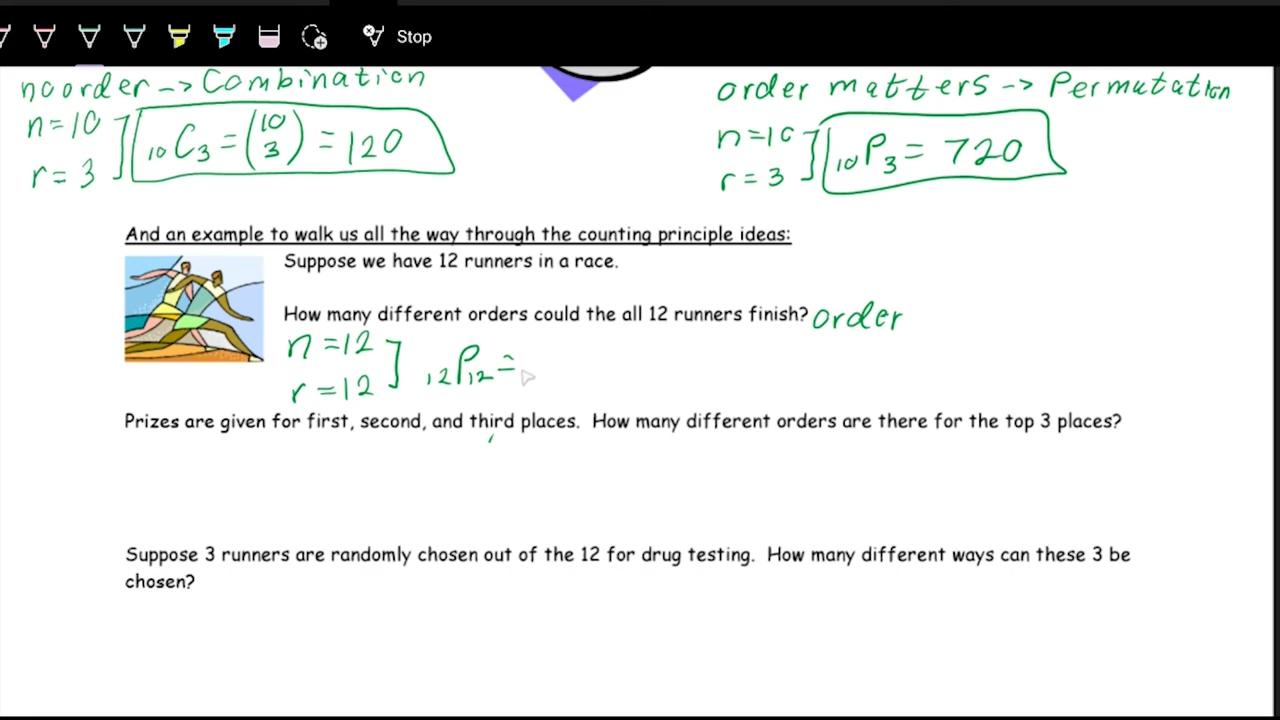 Stop
no order -> Combination
n=10
r=3
₁₀C₃ = (10 3) = 120
order matters -> Permutation
n=10
r=3
₁₀P₃ = 720
And an example to walk us all the way through the counting principle ideas:
Suppose we have 12 runners in a race.
How many different orders could the all 12 runners finish? order
n=12
r=12
₁₂P₁₂ =
Prizes are given for first, second, and third places. How many different orders are there for the top 3 places?
Suppose 3 runners are randomly chosen out of the 12 for drug testing. How many different ways can these 3 be
chosen?